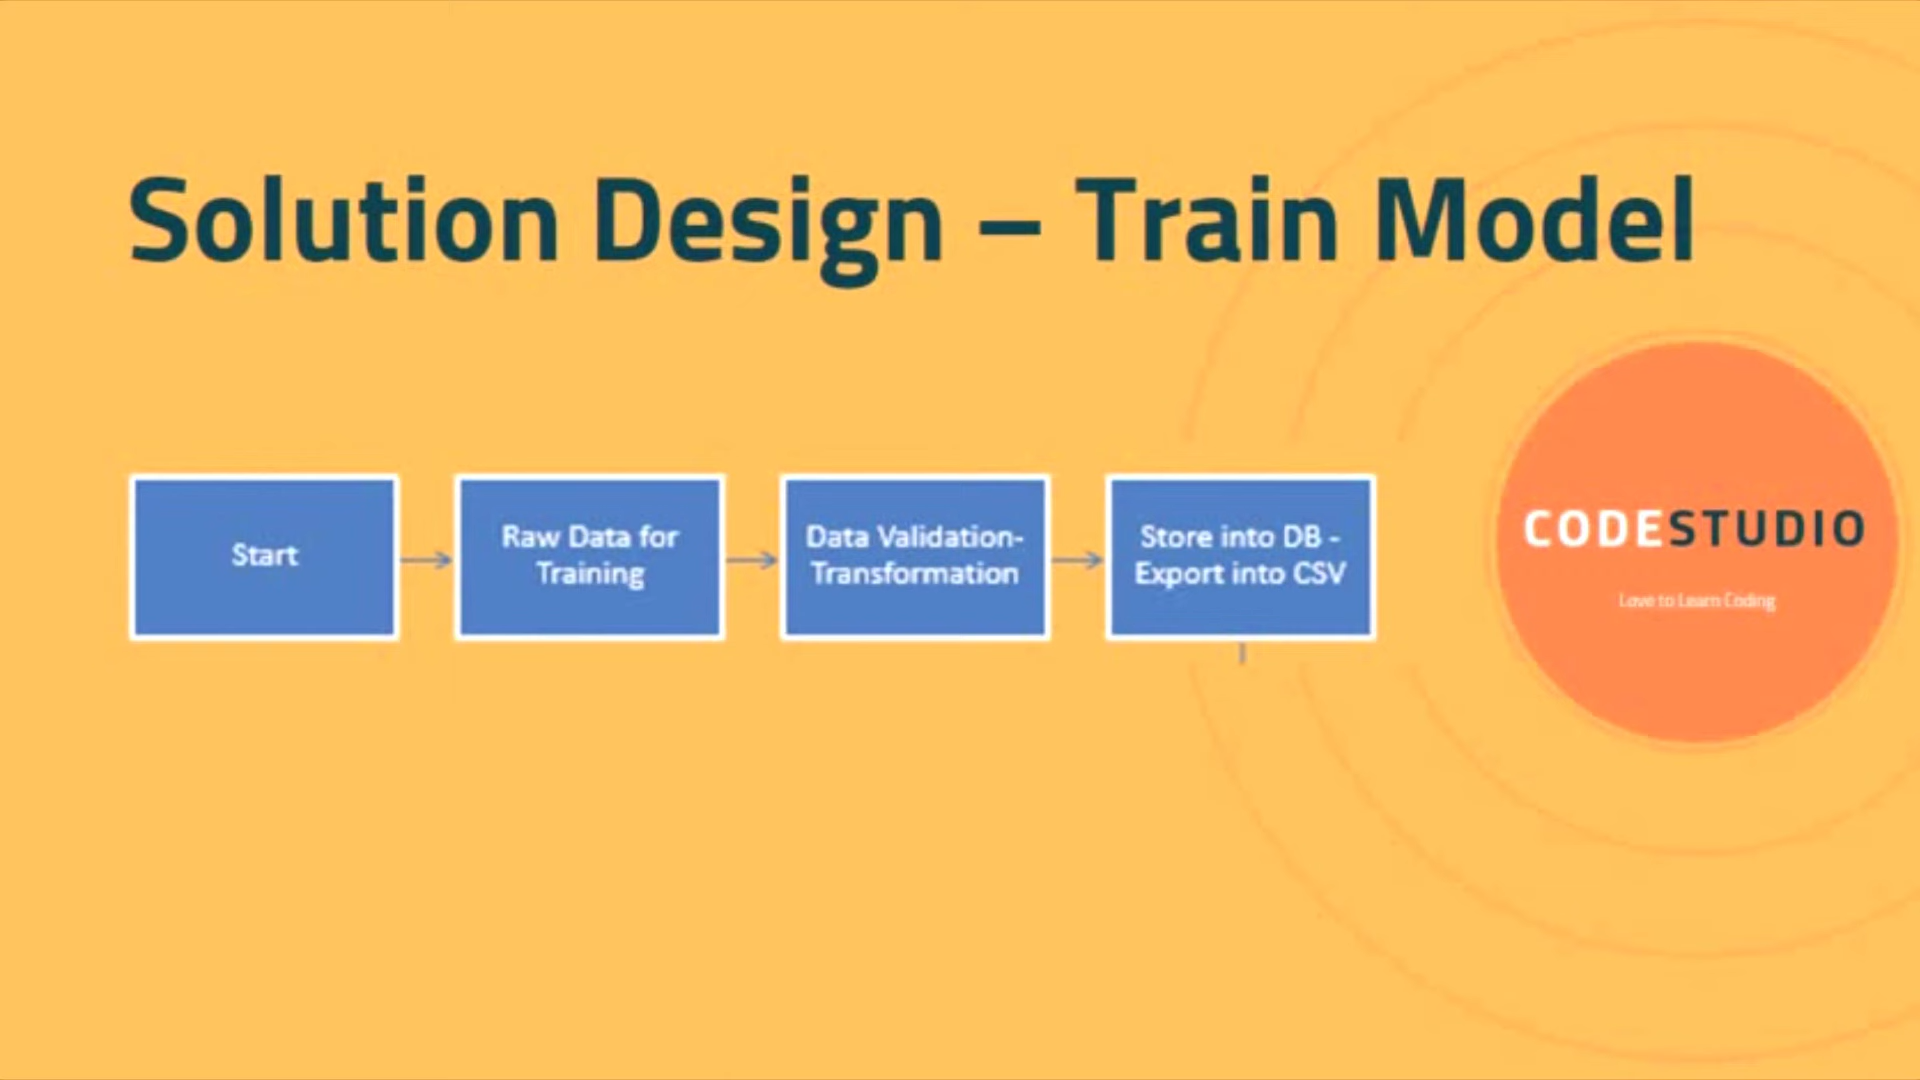 Solution Design – Train Model
Start
Raw Data for
Training
Data Validation-
Transformation
Store into DB -
Export into CSV
CODESTUDIO
Love to Learn Coding